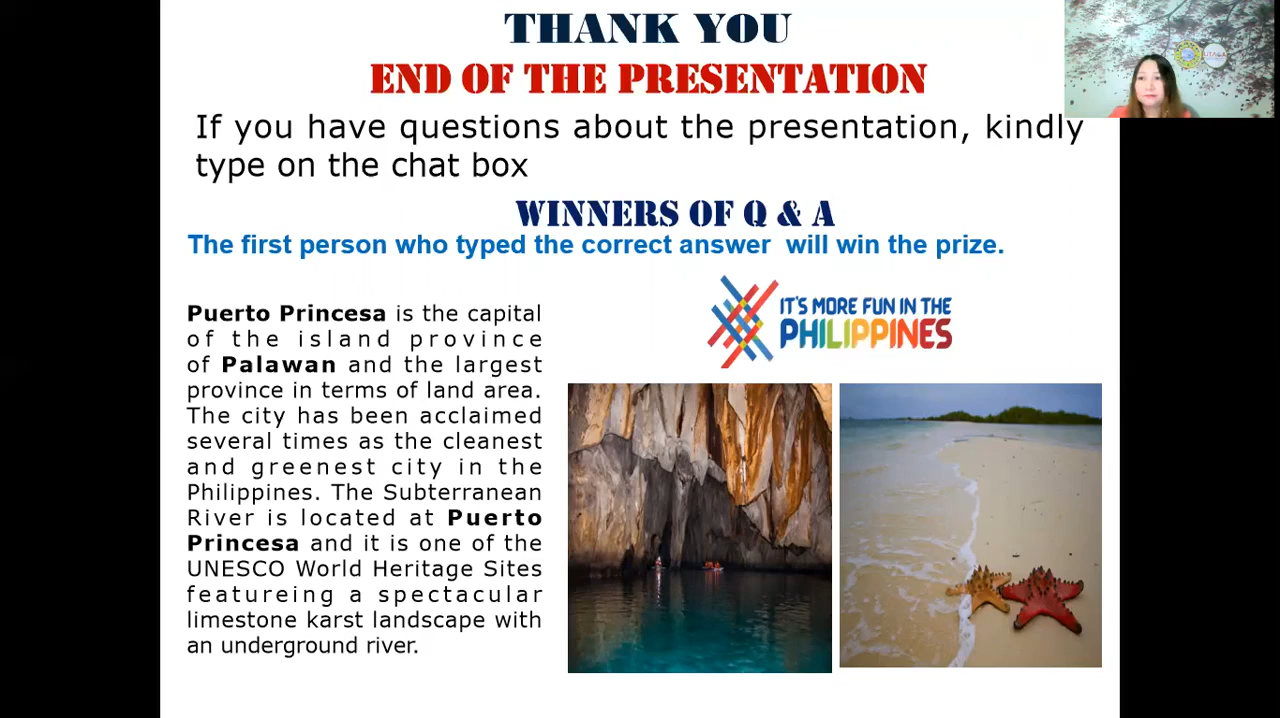 THANK YOU
END OF THE PRESENTATION
If you have questions about the presentation, kindly
type on the chat box
WINNERS OF Q & A
The first person who typed the correct answer will win the prize.
Puerto Princesa is the capital
of the island province
of Palawan and the largest
province in terms of land area.
The city has been acclaimed
several times as the cleanest
and greenest city in the
Philippines. The Subterranean
River is located at Puerto
Princesa and it is one of the
UNESCO World Heritage Sites
featureing a spectacular
limestone karst landscape with
an underground river.
IT'S MORE FUN IN THE
PHILIPPINES